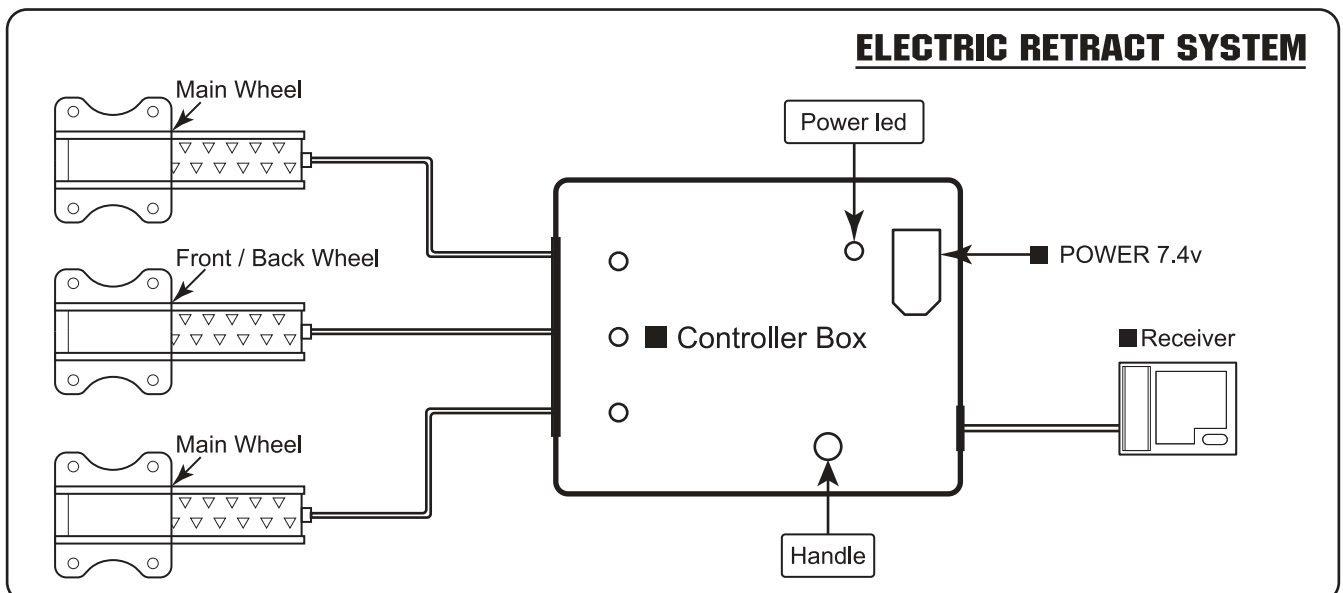 ELECTRIC RETRACT SYSTEM
Main Wheel
Power led
Front / Back Wheel
POWER 7.4v
Controller Box
Receiver
Main Wheel
Handle